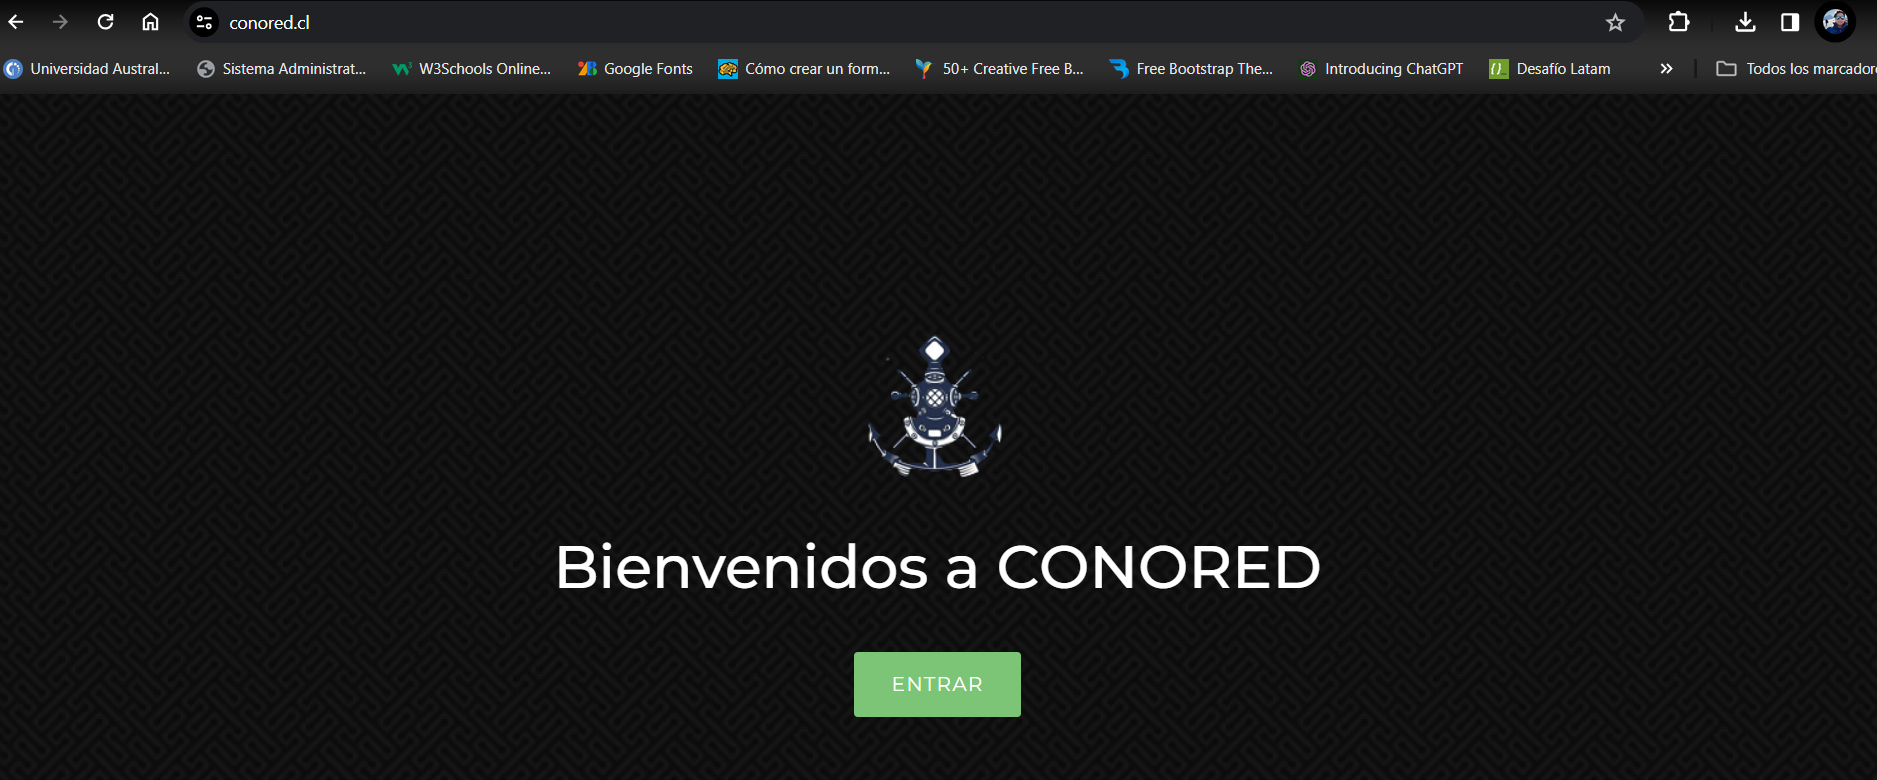 conored.cl
Universidad Austral...
Sistema Administrat...
W3Schools Online...
Google Fonts
Cómo crear un form...
50+ Creative Free B...
Free Bootstrap The...
Introducing ChatGPT
Desafío Latam
Todos los marcador
Bienvenidos a CONORED
ENTRAR